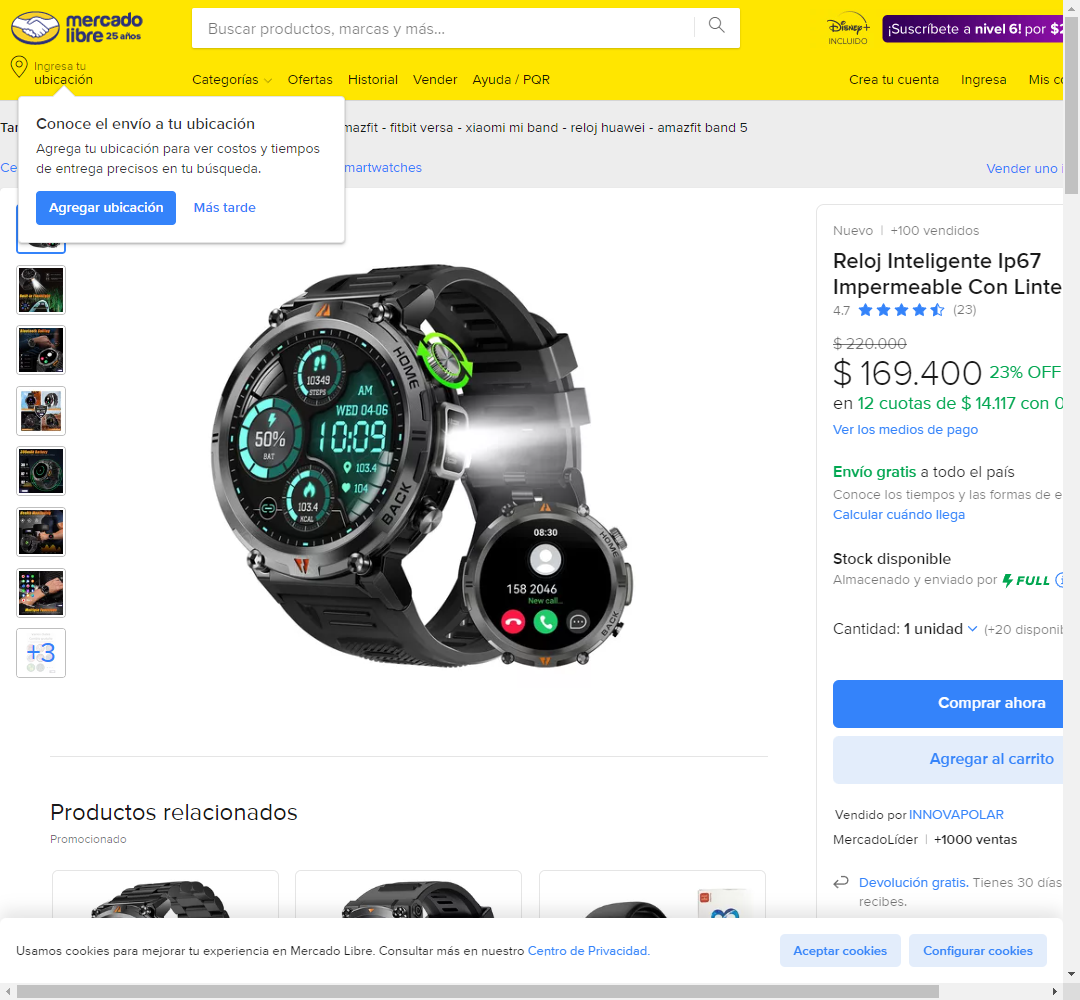 mercado
libre 25 años
Buscar productos, marcas y más...
Disney+
INCLUIDO
¡Suscríbete a nivel 6! por $2
Ingresa tu
ubicación
Categorías
Ofertas
Historial
Vender
Ayuda / PQR
Crea tu cuenta
Ingresa
Mis co
Conoce el envío a tu ubicación
Agrega tu ubicación para ver costos y tiempos
de entrega precisos en tu búsqueda.
Agregar ubicación
Más tarde
Tar
mazfit - fitbit versa - xiaomi mi band - reloj huawei - amazfit band 5
Ce
martwatches
Vender uno i
+3
HOME
10349
STEPS
AM
WED 04-06
10:09
50%
BAT
103.4
104
103.4
KCAL
BACK
08:30
158 2046
New call...
HOME
BACK
Nuevo | +100 vendidos
Reloj Inteligente Ip67
Impermeable Con Linte
4.7 (23)
$ 220.000
$ 169.400 23% OFF
en 12 cuotas de $ 14.117 con 0
Ver los medios de pago
Envío gratis a todo el país
Conoce los tiempos y las formas de e
Calcular cuándo llega
Stock disponible
Almacenado y enviado por FULL
Cantidad: 1 unidad (+20 disponib
Comprar ahora
Agregar al carrito
Vendido por INNOVAPOLAR
MercadoLíder | +1000 ventas
Devolución gratis. Tienes 30 días
recibes.
Productos relacionados
Promocionado
Usamos cookies para mejorar tu experiencia en Mercado Libre. Consultar más en nuestro Centro de Privacidad.
Aceptar cookies
Configurar cookies